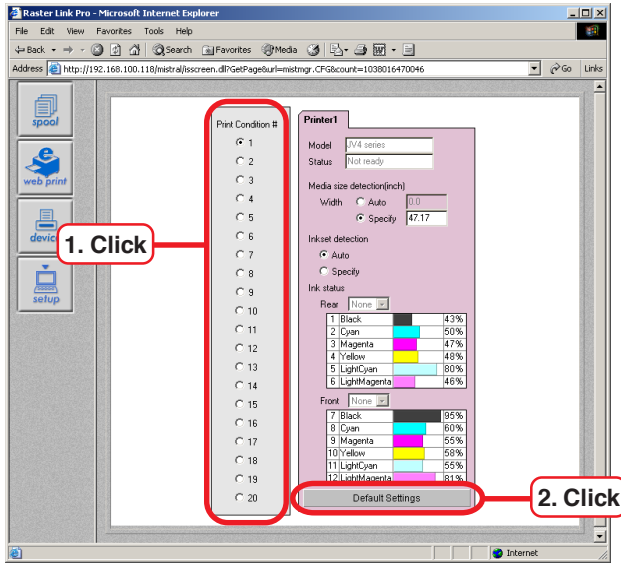 Raster Link Pro - Microsoft Internet Explorer
File Edit View Favorites Tools Help
Back Search Favorites Media
Address http://192.168.100.118/mistral/isscreen.dll?GetPage&url=mistmgr.CFG&count=1038016470046 Go Links
spool
web print
device
setup
1. Click
Print Condition #
1
2
3
4
5
6
7
8
9
10
11
12
13
14
15
16
17
18
19
20
Printer1
Model JV4 series
Status Not ready
Media size detection(inch)
Width Auto 0.0
Specify 47.17
Inkset detection
Auto
Specify
Ink status
Rear None
1 Black 43%
2 Cyan 50%
3 Magenta 47%
4 Yellow 48%
5 LightCyan 80%
6 LightMagenta 46%
Front None
7 Black 95%
8 Cyan 60%
9 Magenta 55%
10 Yellow 58%
11 LightCyan 55%
12 LightMagenta 81%
Default Settings
2. Click
Internet